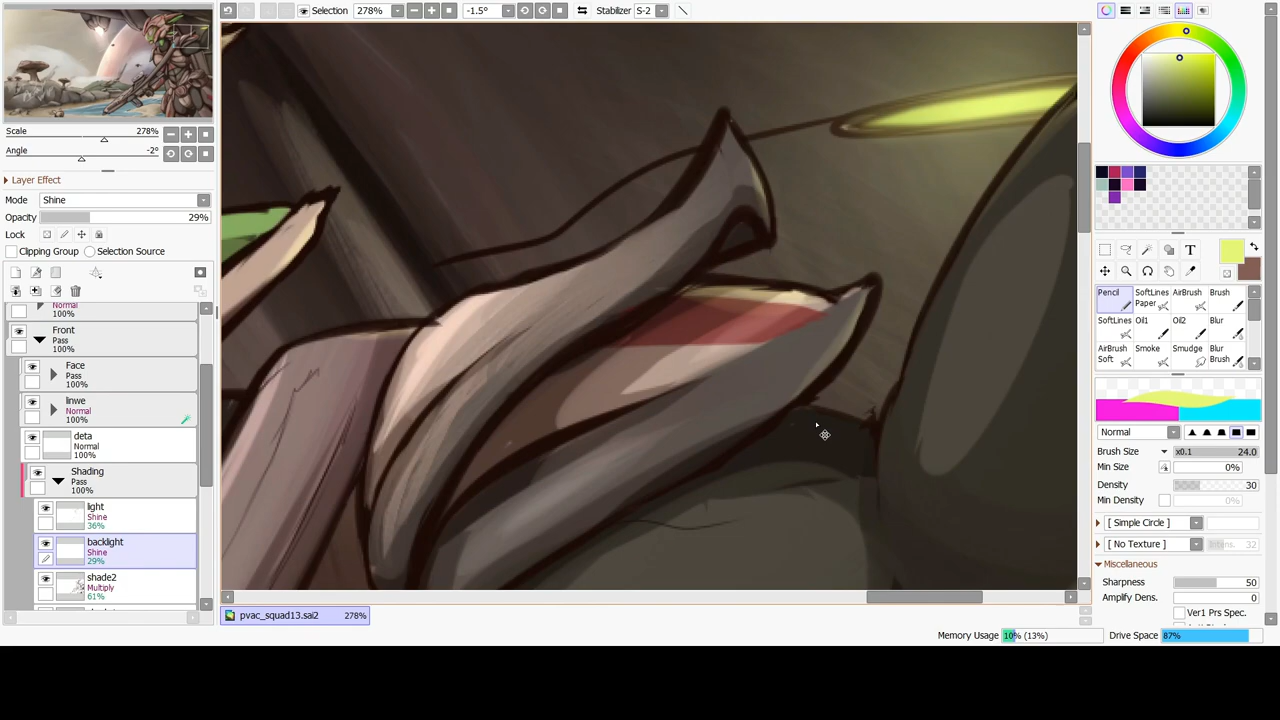 Selection 278% -1.5° Stabilizer S-2
Scale 278%
Angle -2°
Layer Effect
Mode Shine
Opacity 29%
Lock
Clipping Group Selection Source
Normal
100%
Front
Pass
100%
Face
Pass
100%
linwe
Normal
100%
deta
Normal
100%
Shading
Pass
100%
light
Shine
36%
backlight
Shine
29%
shade2
Multiply
61%
pvac_squad13.sai2 278%
Memory Usage 10% (13%) Drive Space 87%
T
Pencil SoftLines Paper AirBrush Brush
SoftLines Oil1 Oil2 Blur
AirBrush Soft Smoke Smudge Blur Brush
Normal
Brush Size x0.1 24.0
Min Size 0%
Density 30
Min Density 0%
[ Simple Circle ]
[ No Texture ] Intens. 32
Miscellaneous
Sharpness 50
Amplify Dens. 0
Ver1 Prs Spec.